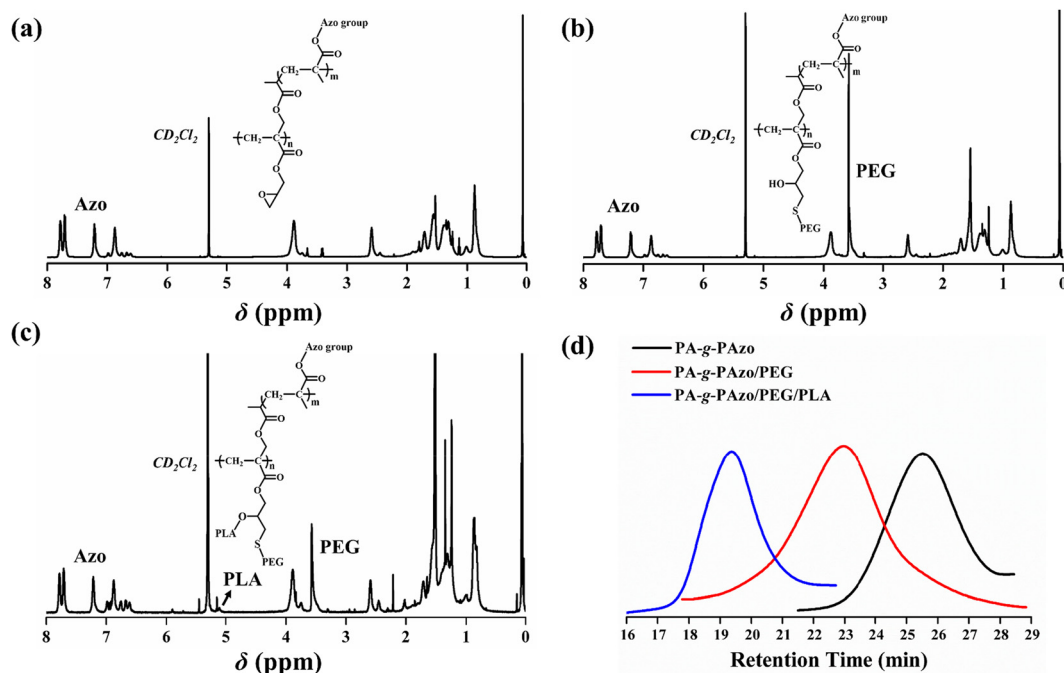 (a)
Azo group
O
O
CH₂
C
m
O
O
CD₂Cl₂
(CH₂
C)n
O
O
O
Azo
8 7 6 5 4 3 2 1 0
δ (ppm)
(b)
Azo group
O
O
CH₂
C
m
O
O
CD₂Cl₂
(CH₂
C)n
O
O
HO
S
PEG
PEG
Azo
8 7 6 5 4 3 2 1 0
δ (ppm)
(c)
Azo group
O
O
CH₂
C
m
O
O
CD₂Cl₂
(CH₂
C)n
O
O
O
PLA
S
PEG
PEG
Azo
PLA
8 7 6 5 4 3 2 1 0
δ (ppm)
(d)
PA-g-PAzo
PA-g-PAzo/PEG
PA-g-PAzo/PEG/PLA
16 17 19 20 22 23 24 26 25 28 29
Retention Time (min)